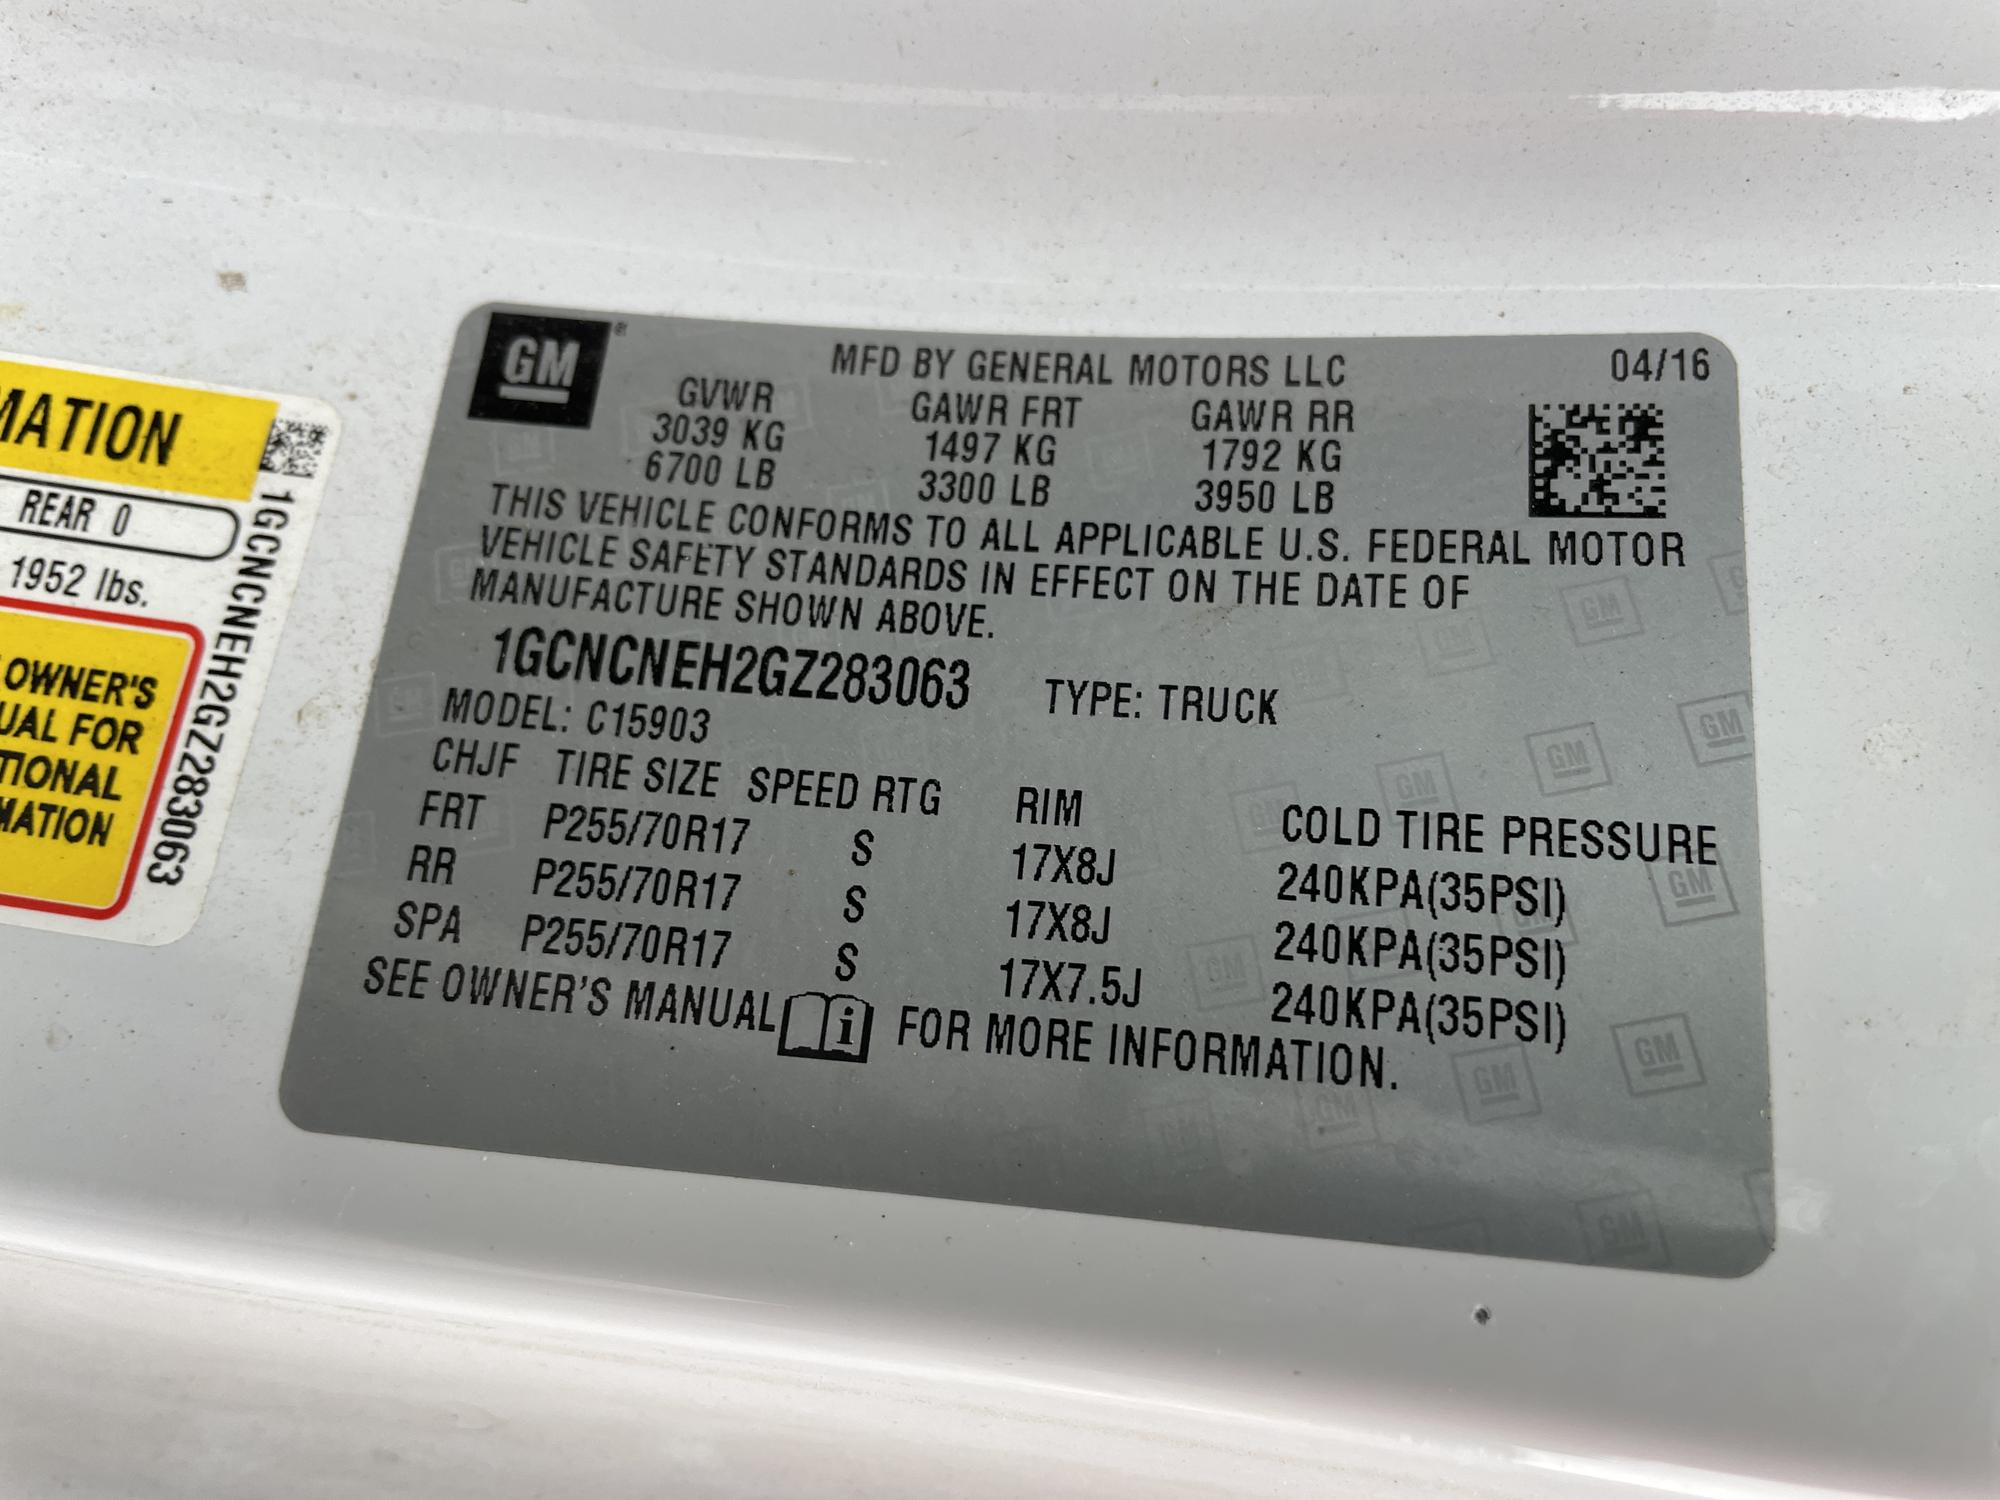 MATION
REAR 0
1952 lbs.
OWNER'S
UAL FOR
TIONAL
MATION
1GCNCNEH2GZ283063
GM®
MFD BY GENERAL MOTORS LLC 04/16
GVWR GAWR FRT GAWR RR
3039 KG 1497 KG 1792 KG
6700 LB 3300 LB 3950 LB
THIS VEHICLE CONFORMS TO ALL APPLICABLE U.S. FEDERAL MOTOR
VEHICLE SAFETY STANDARDS IN EFFECT ON THE DATE OF
MANUFACTURE SHOWN ABOVE.
1GCNCNEH2GZ283063 TYPE: TRUCK
MODEL: C15903
CHJF TIRE SIZE SPEED RTG RIM COLD TIRE PRESSURE
FRT P255/70R17 S 17X8J 240KPA(35PSI)
RR P255/70R17 S 17X8J 240KPA(35PSI)
SPA P255/70R17 S 17X7.5J 240KPA(35PSI)
SEE OWNER'S MANUAL i FOR MORE INFORMATION.